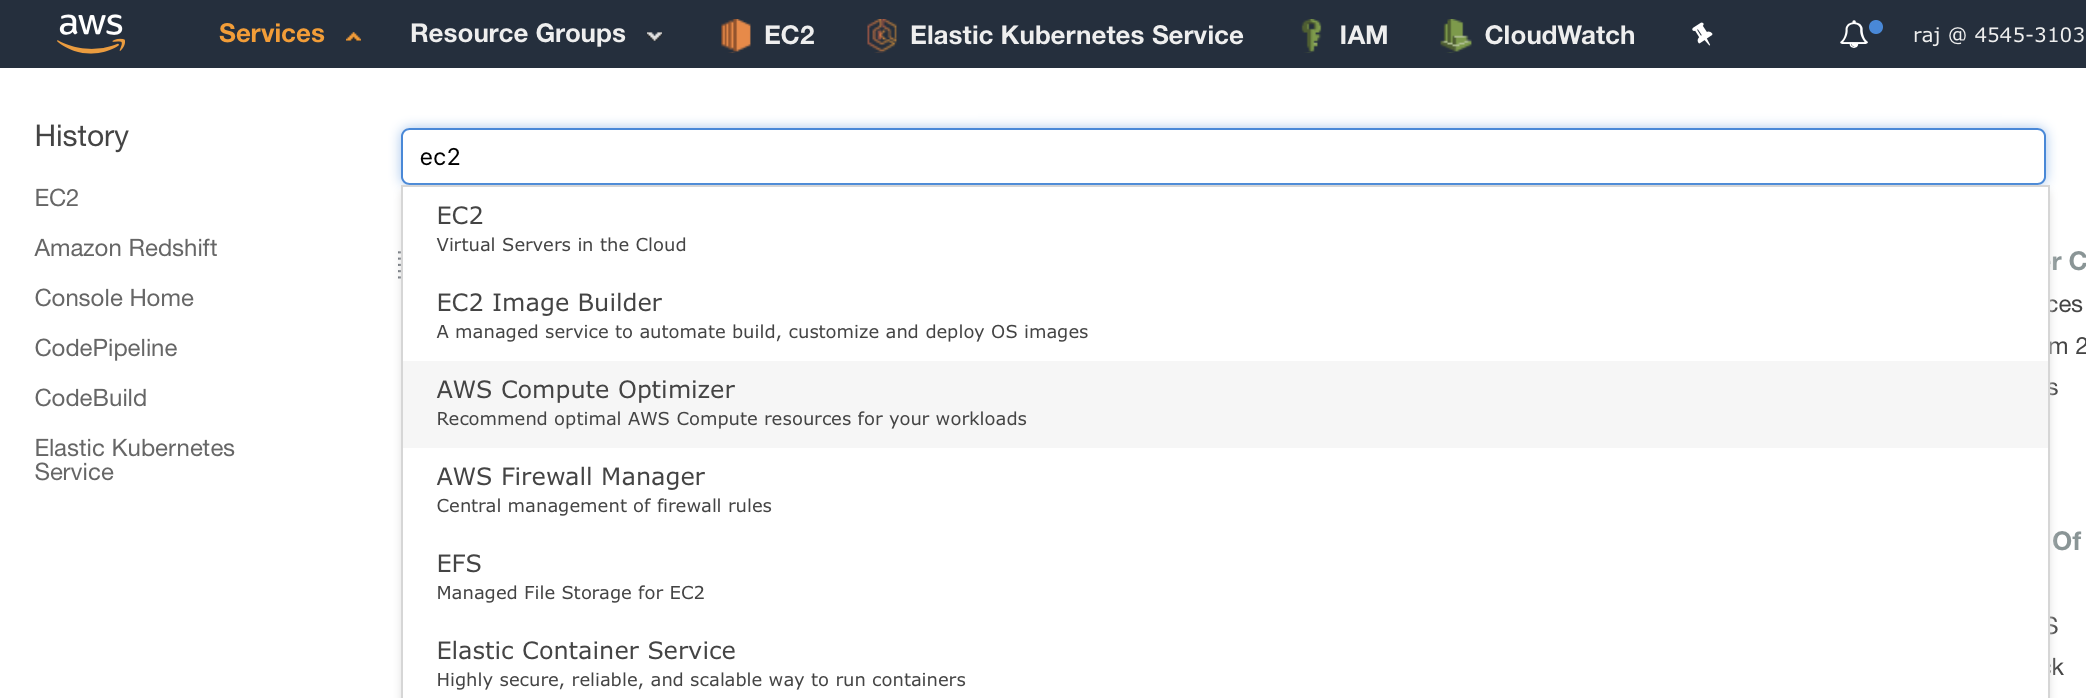 aws Services Resource Groups EC2 Elastic Kubernetes Service IAM CloudWatch raj @ 4545-3103
History
EC2
Amazon Redshift
Console Home
CodePipeline
CodeBuild
Elastic Kubernetes
Service
ec2
EC2
Virtual Servers in the Cloud
EC2 Image Builder
A managed service to automate build, customize and deploy OS images
AWS Compute Optimizer
Recommend optimal AWS Compute resources for your workloads
AWS Firewall Manager
Central management of firewall rules
EFS
Managed File Storage for EC2
Elastic Container Service
Highly secure, reliable, and scalable way to run containers
Of